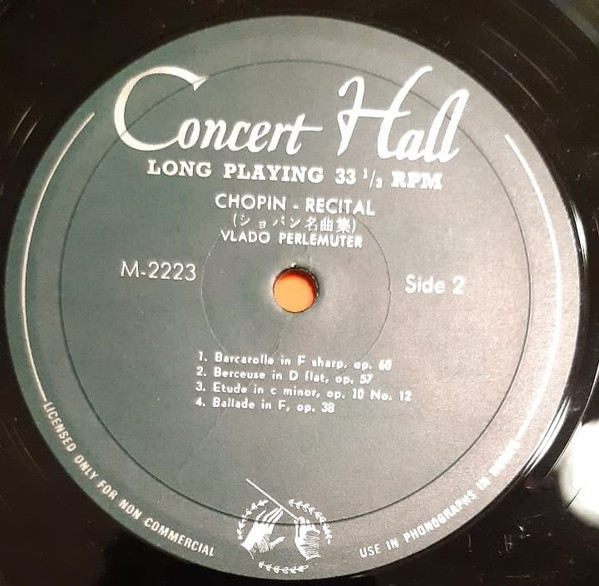 Concert Hall
LONG PLAYING 33 1/3 RPM
CHOPIN - RECITAL
(ショパン名曲集)
VLADO PERLEMUTER
M-2223
Side 2
1. Barcarolle in F sharp, op. 60
2. Berceuse in D flat, op. 57
3. Etude in c minor, op. 10 No. 12
4. Ballade in F, op. 38
LICENSED ONLY FOR NON COMMERCIAL
USE IN PHONOGRAPHS IN HOMES